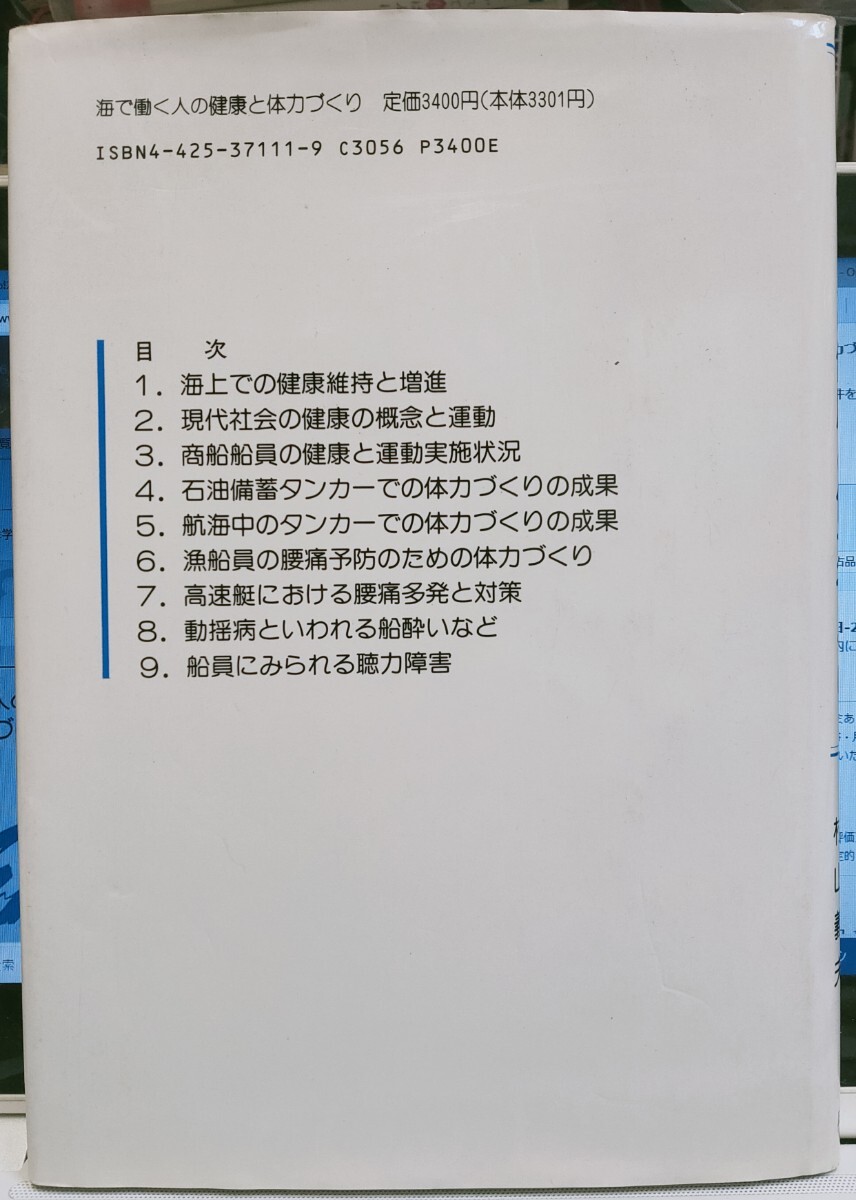 海で働く人の健康と体力づくり 定価3400円(本体3301円)
ISBN4-425-37111-9 C3056 P3400E
目 次
1. 海上での健康維持と増進
2. 現代社会の健康の概念と運動
3. 商船船員の健康と運動実施状況
4. 石油備蓄タンカーでの体力づくりの成果
5. 航海中のタンカーでの体力づくりの成果
6. 漁船員の腰痛予防のための体力づくり
7. 高速艇における腰痛多発と対策
8. 動揺病といわれる船酔いなど
9. 船員にみられる聴力障害